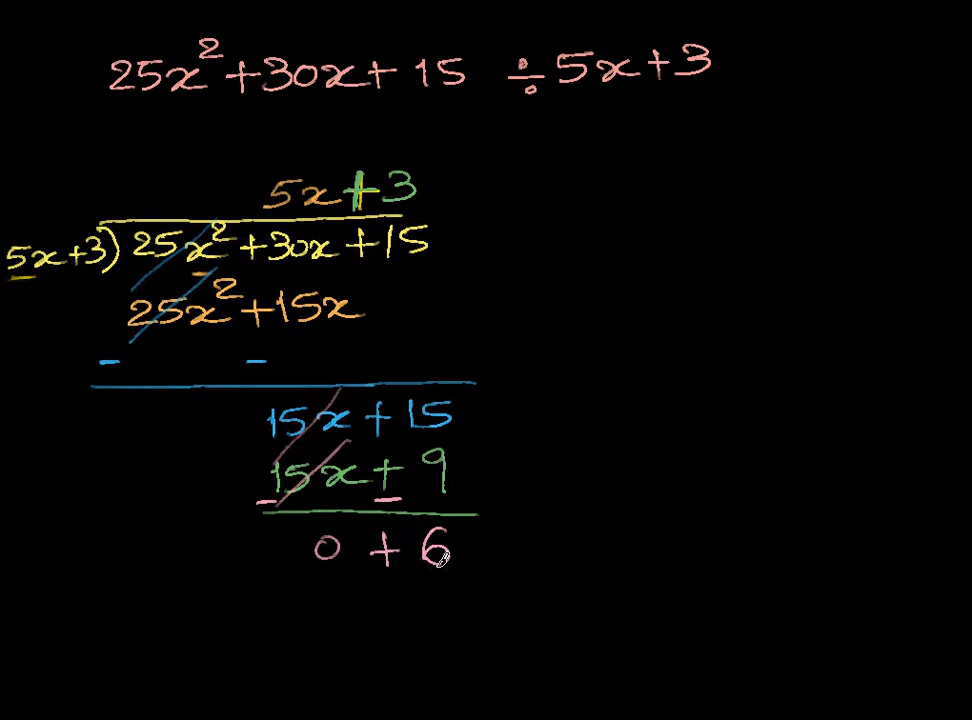 25x² + 30x + 15 ÷ 5x + 3
5x + 3
5x + 3) 25x² + 30x + 15
25x² + 15x
- -
15x + 15
15x + 9
- -
0 + 6